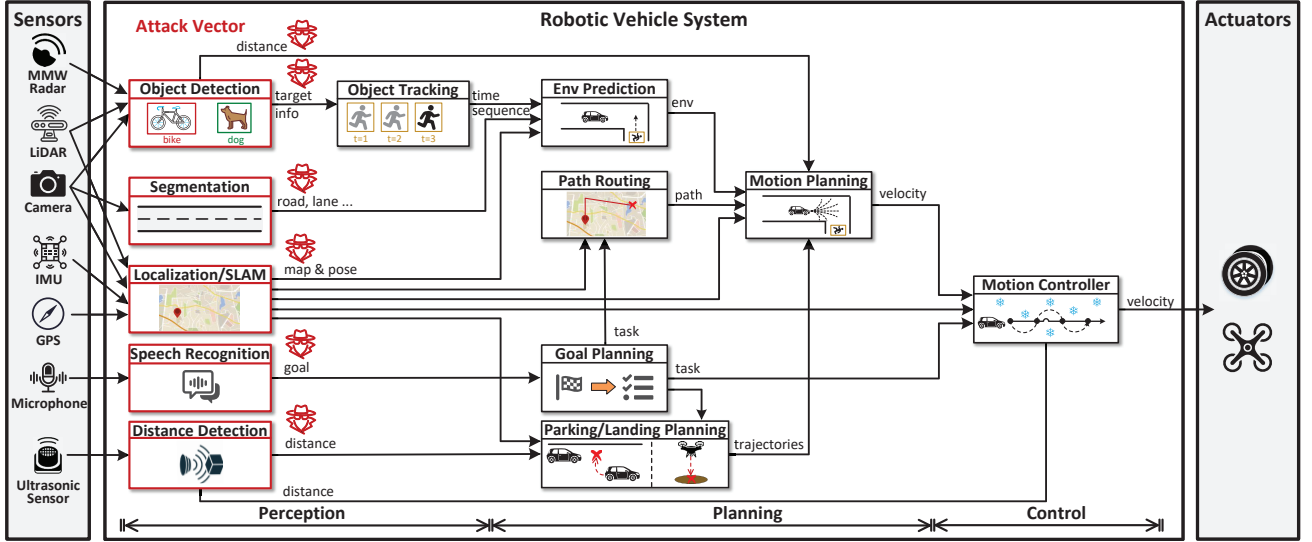 Sensors
Robotic Vehicle System
Actuators
Attack Vector
MMW
Radar
LiDAR
Camera
IMU
GPS
Microphone
Ultrasonic
Sensor
distance
Object Detection
bike
dog
target
info
Object Tracking
t=1
t=2
t=3
time
sequence
Env Prediction
env
Segmentation
road, lane ...
Path Routing
path
Motion Planning
velocity
Localization/SLAM
map & pose
Motion Controller
velocity
task
Speech Recognition
goal
Goal Planning
task
Distance Detection
distance
Parking/Landing Planning
trajectories
distance
Perception
Planning
Control